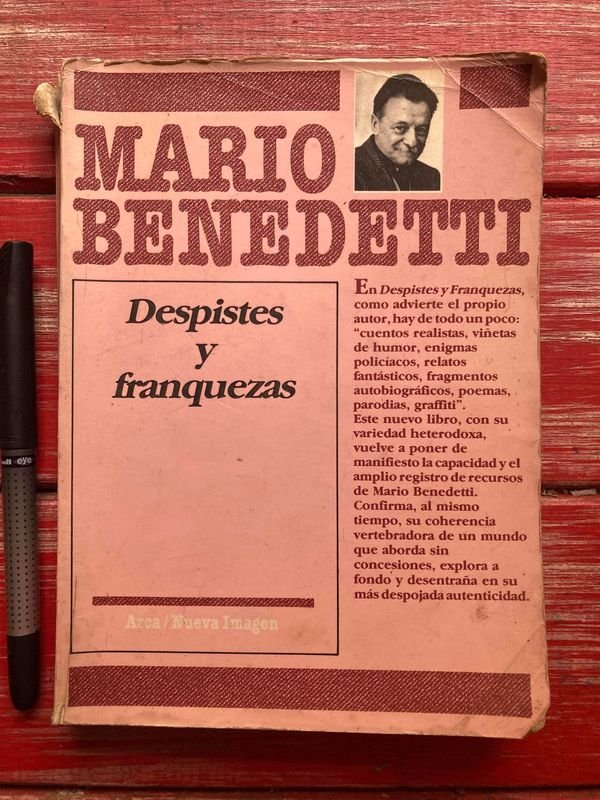 MARIO
BENEDETTI
Despistes
y
franquezas
Arca / Nueva Imagen
En Despistes y Franquezas,
como advierte el propio
autor, hay de todo un poco:
“cuentos realistas, viñetas
de humor, enigmas
policíacos, relatos
fantásticos, fragmentos
autobiográficos, poemas,
parodias, graffiti”.
Este nuevo libro, con su
variedad heterodoxa,
vuelve a poner de
manifiesto la capacidad y el
amplio registro de recursos
de Mario Benedetti.
Confirma, al mismo
tiempo, su coherencia
vertebradora de un mundo
que aborda sin
concesiones, explora a
fondo y desentraña en su
más despojada autenticidad.
eye